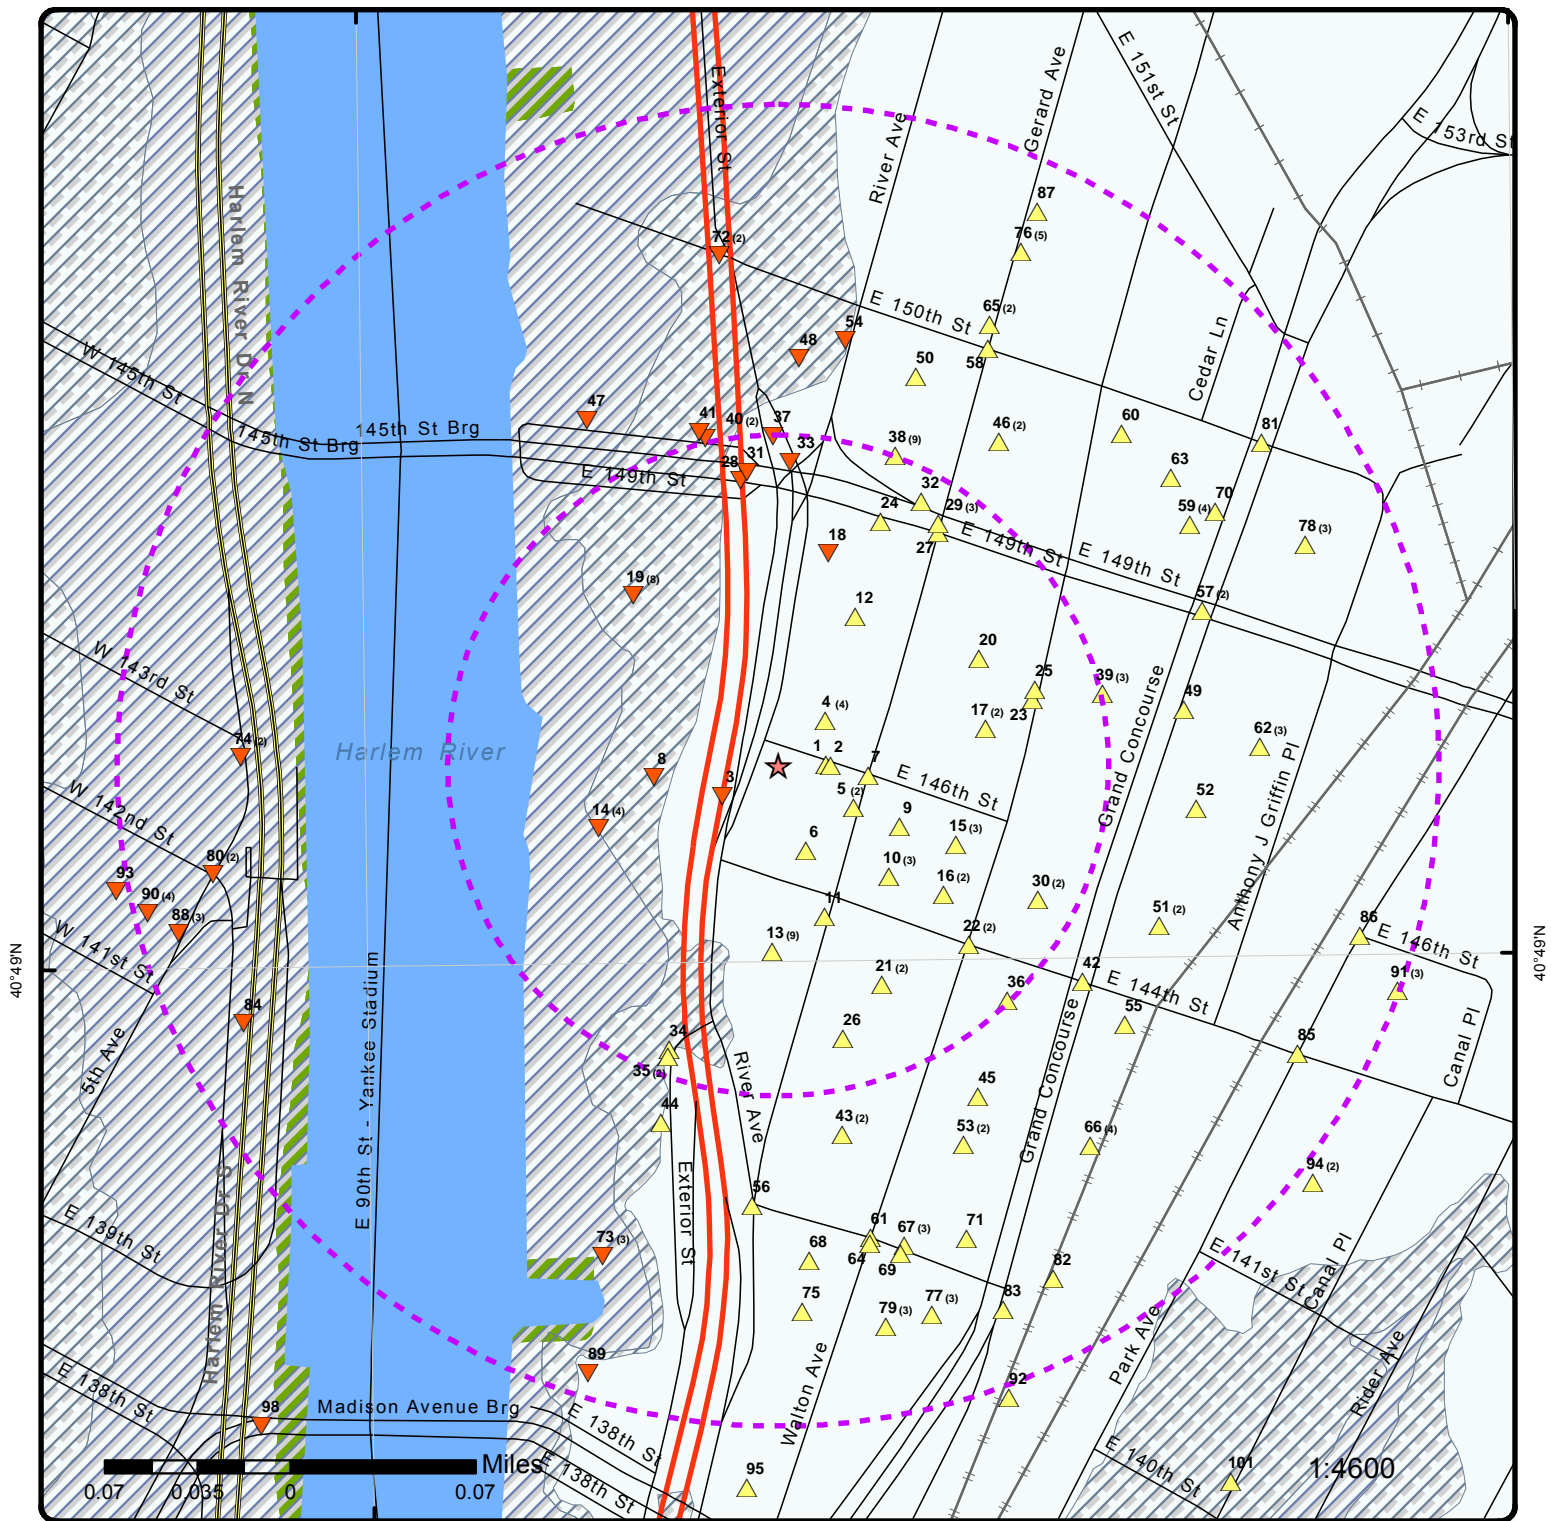 E 151st St
E 153rd St
Exterior St
Gerard Ave
River Ave
Harlem River Dr N
87
76 (5)
72 (2)
65 (2)
E 150th St
54
48
58
50
Cedar Ln
W 145th St
47
41
40 (2)
37
145th St Brg
145th St Brg
38 (9)
46 (2)
60
81
33
31
28
E 149th St
63
32
24
29 (3)
27
70
59 (4)
78 (3)
E 149th St
E 149th St
18
19 (8)
12
57 (2)
W 143rd St
20
25
23
39 (3)
49
4 (4)
17 (2)
62 (3)
Grand Concourse
74 (2)
Harlem River
8
1
2
7
E 146th St
3
5 (2)
9
52
Anthony J Griffin Pl
W 142nd St
14 (4)
6
15 (3)
80 (2)
10 (3)
16 (2)
30 (2)
93
90 (4)
88 (3)
11
51 (2)
86
E 146th St
W 141st St
13 (9)
22 (2)
42
91 (3)
40°49'N
40°49'N
E 144th St
21 (2)
36
84
E 90th St - Yankee Stadium
26
55
85
Canal Pl
34
35 (2)
5th Ave
River Ave
Grand Concourse
45
44
43 (2)
53 (2)
66 (4)
94 (2)
Exterior St
Harlem River Dr S
56
E 139th St
73 (3)
61
67 (3)
71
64
69
68
82
E 141st St
Canal Pl
75
79 (3)
77 (3)
83
Park Ave
Rider Ave
89
92
Walton Ave
E 138th St
98
Madison Avenue Brg
E 138th St
E 138th St
E 140th St
101
95
Miles
1:4600
0.07
0.035
0
0.07